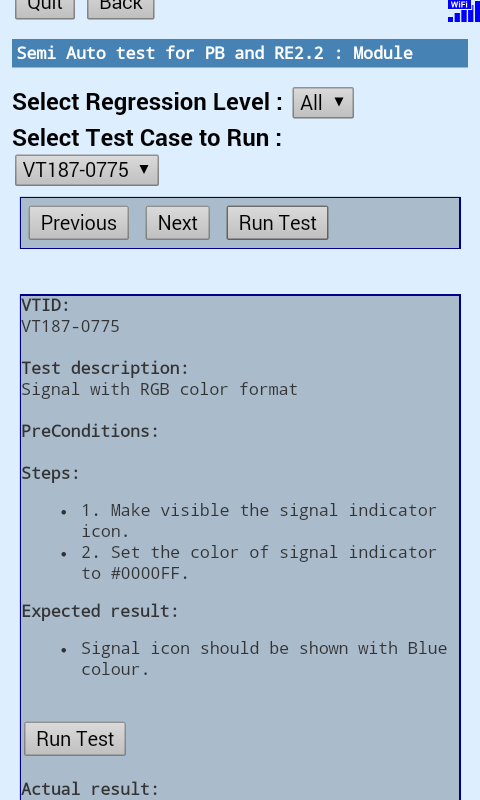 Quit Back
WiFi
Semi Auto test for PB and RE2.2 : Module
Select Regression Level : All ▼
Select Test Case to Run :
VT187-0775 ▼
Previous Next Run Test
VTID:
VT187-0775
Test description:
Signal with RGB color format
PreConditions:
Steps:
• 1. Make visible the signal indicator
icon.
• 2. Set the color of signal indicator
to #0000FF.
Expected result:
• Signal icon should be shown with Blue
colour.
Run Test
Actual result: